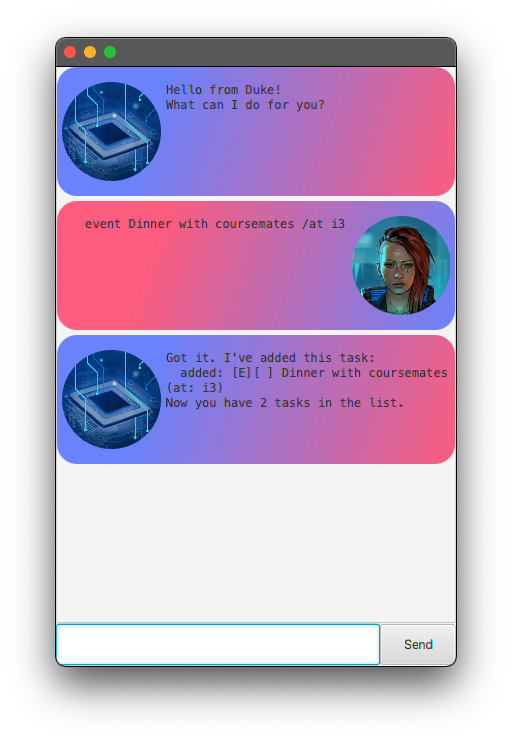 Hello from Duke!
What can I do for you?
event Dinner with coursemates /at i3
Got it. I've added this task:
  added: [E][ ] Dinner with coursemates
(at: i3)
Now you have 2 tasks in the list.
Send